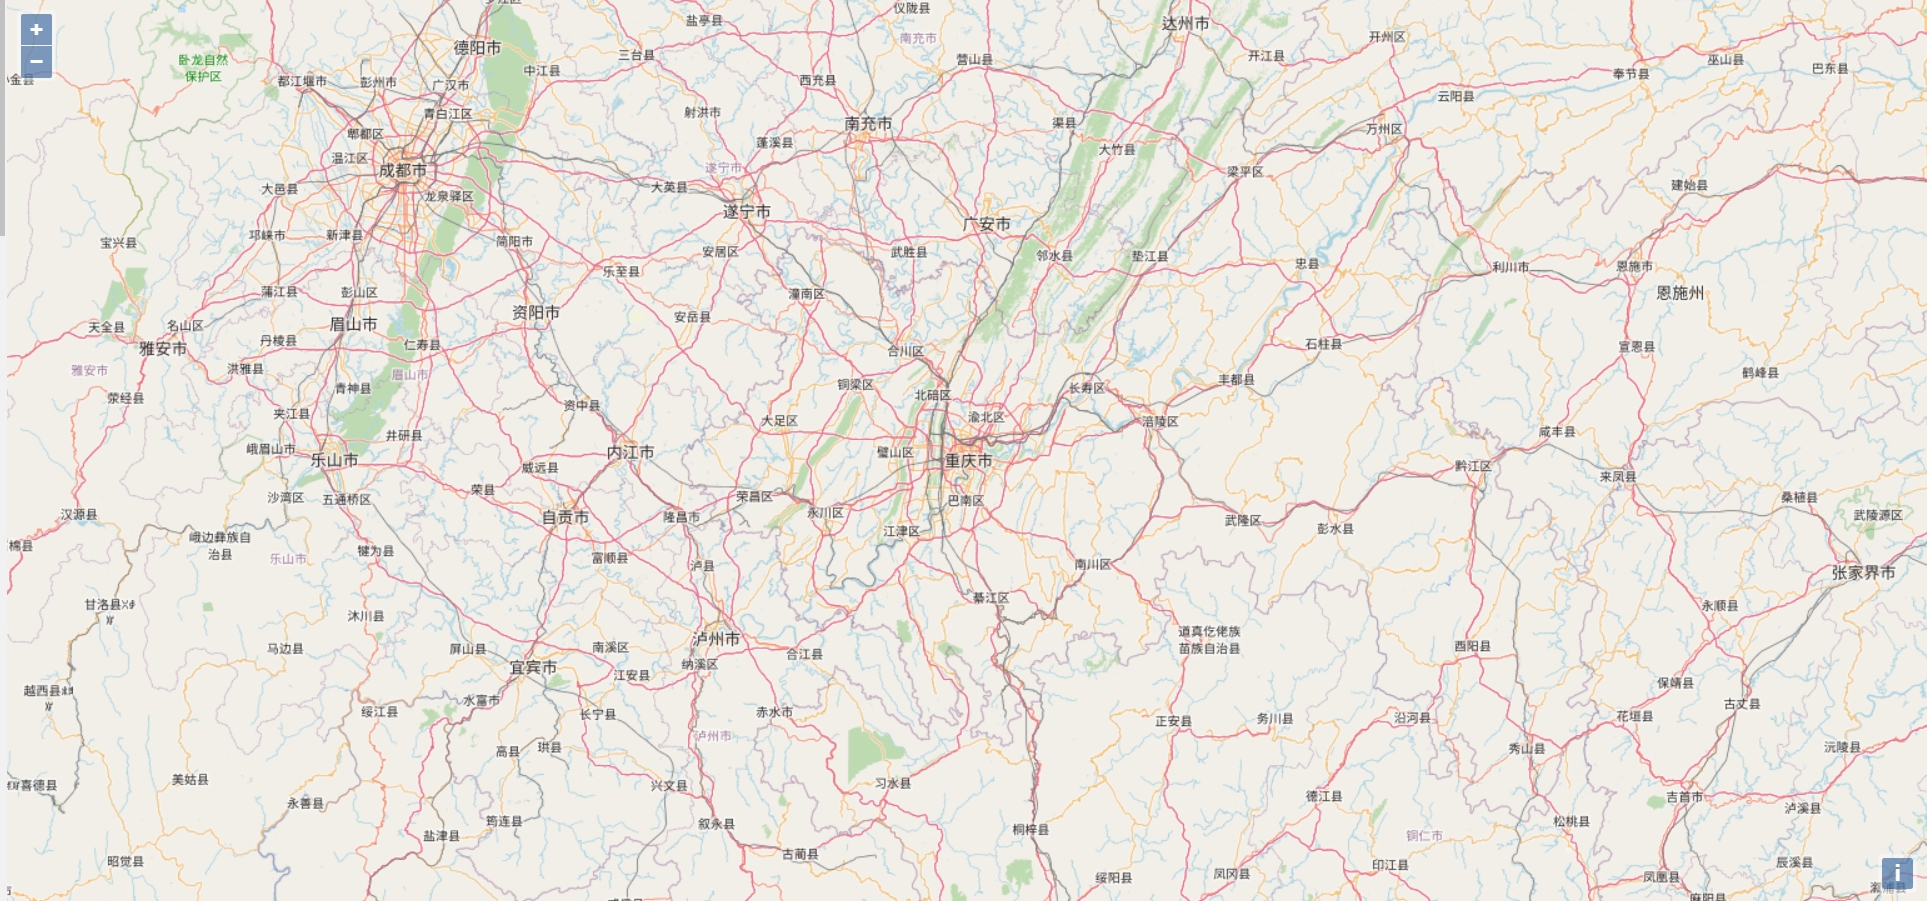 +
−
仪陇县
盐亭县
达州市
开州区
南充市
德阳市
三台县
营山县
开江县
巫山县
卧龙自然
保护区
中江县
巴东县
奉节县
小金县
都江堰市
彭州市
广汉市
西充县
云阳县
青白江区
射洪市
南充市
渠县
万州区
郫都区
蓬溪县
大竹县
温江区
成都市
遂宁市
梁平区
大邑县
龙泉驿区
大英县
建始县
遂宁市
广安市
邛崃市
新津县
简阳市
宝兴县
安居区
武胜县
邻水县
垫江县
忠县
利川市
恩施市
乐至县
蒲江县
彭山区
潼南区
恩施州
资阳市
安岳县
天全县
名山区
眉山市
丹棱县
仁寿县
雅安市
合川区
石柱县
宣恩县
雅安市
洪雅县
眉山市
鹤峰县
青神县
铜梁区
北碚区
长寿区
丰都县
荥经县
资中县
夹江县
大足区
渝北区
涪陵区
井研县
咸丰县
峨眉山市
乐山市
内江市
璧山区
重庆市
威远县
黔江区
来凤县
沙湾区
五通桥区
荣县
荣昌区
巴南区
桑植县
汉源县
自贡市
隆昌市
永川区
武隆区
武陵源区
彭水县
江津区
峨边彝族自
治县
棉县
乐山市
犍为县
富顺县
泸县
南川区
张家界市
甘洛县
綦江区
永顺县
沐川县
泸州市
道真仡佬族
苗族自治县
马边县
屏山县
南溪区
合江县
酉阳县
宜宾市
纳溪区
江安县
保靖县
越西县
水富市
绥江县
长宁县
赤水市
正安县
务川县
沿河县
花垣县
古丈县
泸州市
高县
珙县
秀山县
沅陵县
美姑县
喜德县
兴文县
习水县
永善县
德江县
吉首市
泸溪县
筠连县
叙永县
桐梓县
松桃县
盐津县
铜仁市
昭觉县
古蔺县
印江县
辰溪县
绥阳县
凤冈县
凤凰县
i
麻阳县